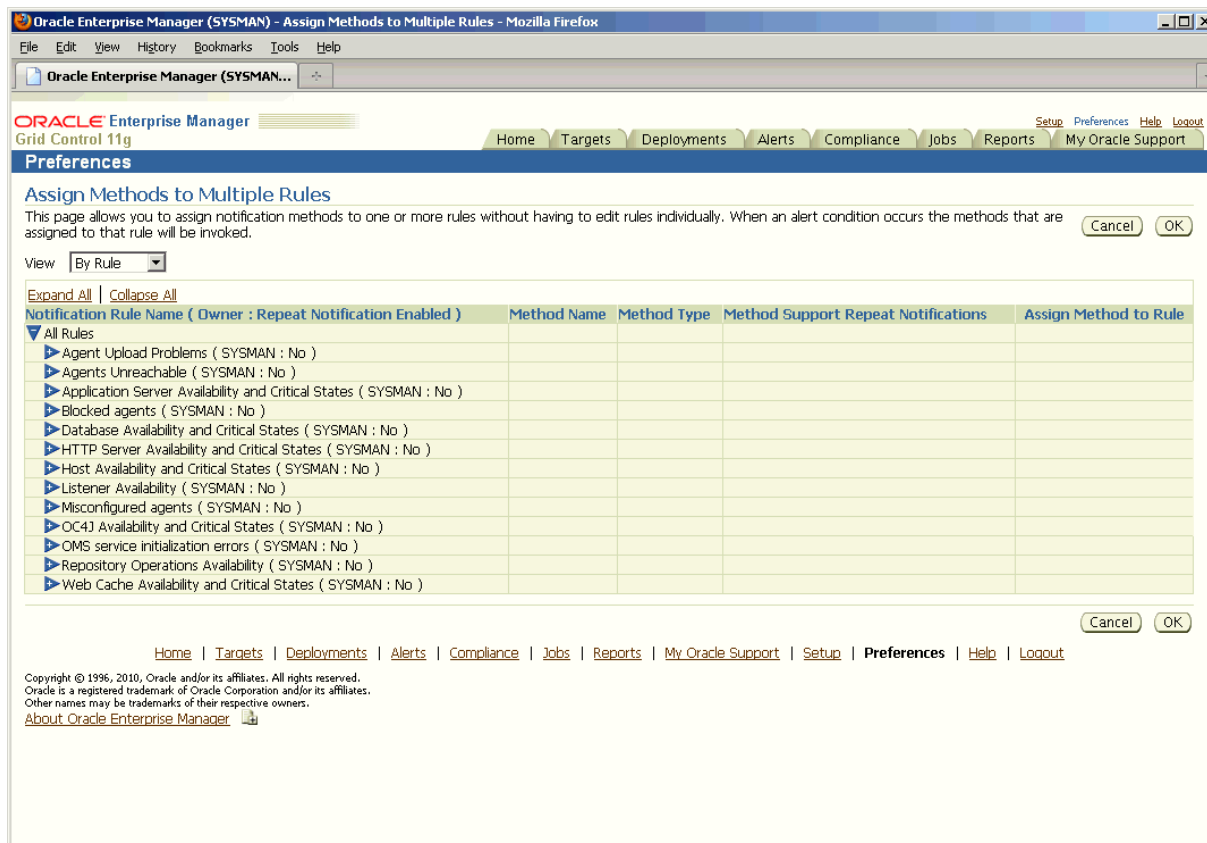 Oracle Enterprise Manager (SYSMAN) - Assign Methods to Multiple Rules - Mozilla Firefox
File Edit View History Bookmarks Tools Help
Oracle Enterprise Manager (SYSMAN...
ORACLE Enterprise Manager
Grid Control 11g
Setup Preferences Help Logout
Home Targets Deployments Alerts Compliance Jobs Reports My Oracle Support
Preferences
Assign Methods to Multiple Rules
This page allows you to assign notification methods to one or more rules without having to edit rules individually. When an alert condition occurs the methods that are
assigned to that rule will be invoked.
Cancel OK
View By Rule
Expand All | Collapse All
Notification Rule Name ( Owner : Repeat Notification Enabled ) Method Name Method Type Method Support Repeat Notifications Assign Method to Rule
All Rules
Agent Upload Problems ( SYSMAN : No )
Agents Unreachable ( SYSMAN : No )
Application Server Availability and Critical States ( SYSMAN : No )
Blocked agents ( SYSMAN : No )
Database Availability and Critical States ( SYSMAN : No )
HTTP Server Availability and Critical States ( SYSMAN : No )
Host Availability and Critical States ( SYSMAN : No )
Listener Availability ( SYSMAN : No )
Misconfigured agents ( SYSMAN : No )
OC4J Availability and Critical States ( SYSMAN : No )
OMS service initialization errors ( SYSMAN : No )
Repository Operations Availability ( SYSMAN : No )
Web Cache Availability and Critical States ( SYSMAN : No )
Cancel OK
Home | Targets | Deployments | Alerts | Compliance | Jobs | Reports | My Oracle Support | Setup | Preferences | Help | Logout
Copyright © 1996, 2010, Oracle and/or its affiliates. All rights reserved.
Oracle is a registered trademark of Oracle Corporation and/or its affiliates.
Other names may be trademarks of their respective owners.
About Oracle Enterprise Manager